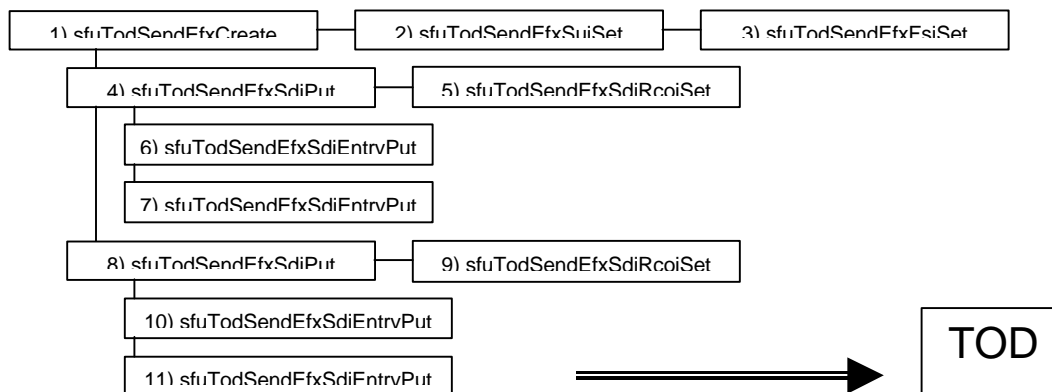 1) sfuTodSendEfxCreate 2) sfuTodSendEfxSuiSet 3) sfuTodSendEfxFsiSet
4) sfuTodSendEfxSdiPut 5) sfuTodSendEfxSdiRcoiSet
6) sfuTodSendEfxSdiEntryPut
7) sfuTodSendEfxSdiEntryPut
8) sfuTodSendEfxSdiPut 9) sfuTodSendEfxSdiRcoiSet
10) sfuTodSendEfxSdiEntryPut
TOD
11) sfuTodSendEfxSdiEntryPut